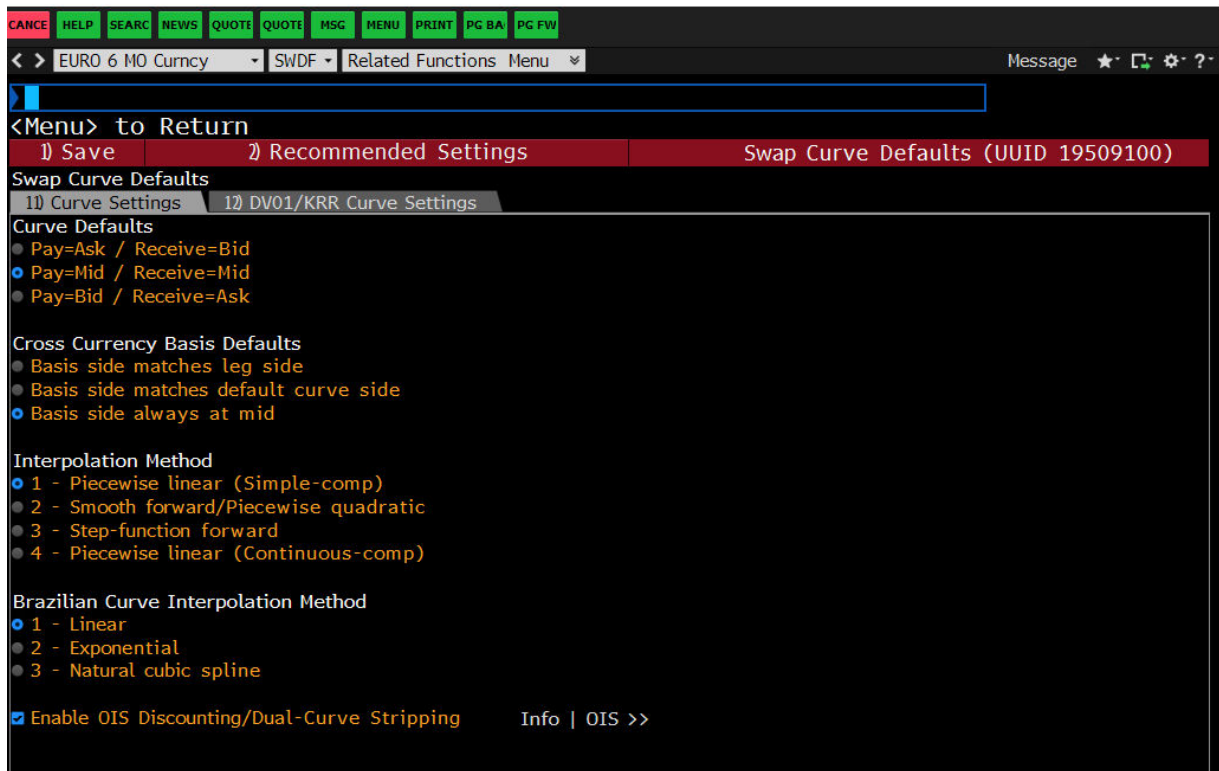 CANCE HELP SEARC NEWS QUOTE QUOTE MSG MENU PRINT PG BA PG FW
< > EURO 6 MO Curncy SWDF Related Functions Menu Message ?
<Menu> to Return
1) Save 2) Recommended Settings Swap Curve Defaults (UUID 19509100)
Swap Curve Defaults
11) Curve Settings 12) DV01/KRR Curve Settings
Curve Defaults
Pay=Ask / Receive=Bid
Pay=Mid / Receive=Mid
Pay=Bid / Receive=Ask
Cross Currency Basis Defaults
Basis side matches leg side
Basis side matches default curve side
Basis side always at mid
Interpolation Method
1 - Piecewise linear (Simple-comp)
2 - Smooth forward/Piecewise quadratic
3 - Step-function forward
4 - Piecewise linear (Continuous-comp)
Brazilian Curve Interpolation Method
1 - Linear
2 - Exponential
3 - Natural cubic spline
Enable OIS Discounting/Dual-Curve Stripping Info | OIS >>